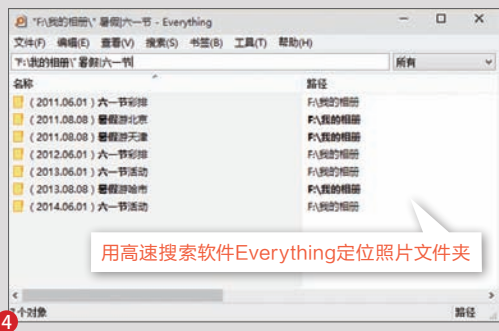 "F:\我的相册\" 暑假|六一节 - Everything
文件(F) 编辑(E) 查看(V) 搜索(S) 书签(B) 工具(T) 帮助(H)
"F:\我的相册\" 暑假|六一节 所有
名称 路径
(2011.06.01)六一节彩排 F:\我的相册
(2011.08.08)暑假游北京 F:\我的相册
(2011.08.08)暑假游天津 F:\我的相册
(2012.06.01)六一节彩排 F:\我的相册
(2013.06.01)六一节活动 F:\我的相册
(2013.08.08)暑假游哈市 F:\我的相册
(2014.06.01)六一节活动 F:\我的相册
用高速搜索软件Everything定位照片文件夹
个对象 路径
4